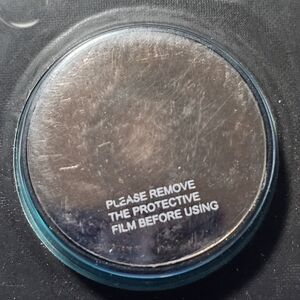 PLEASE REMOVE
THE PROTECTIVE
FILM BEFORE USING